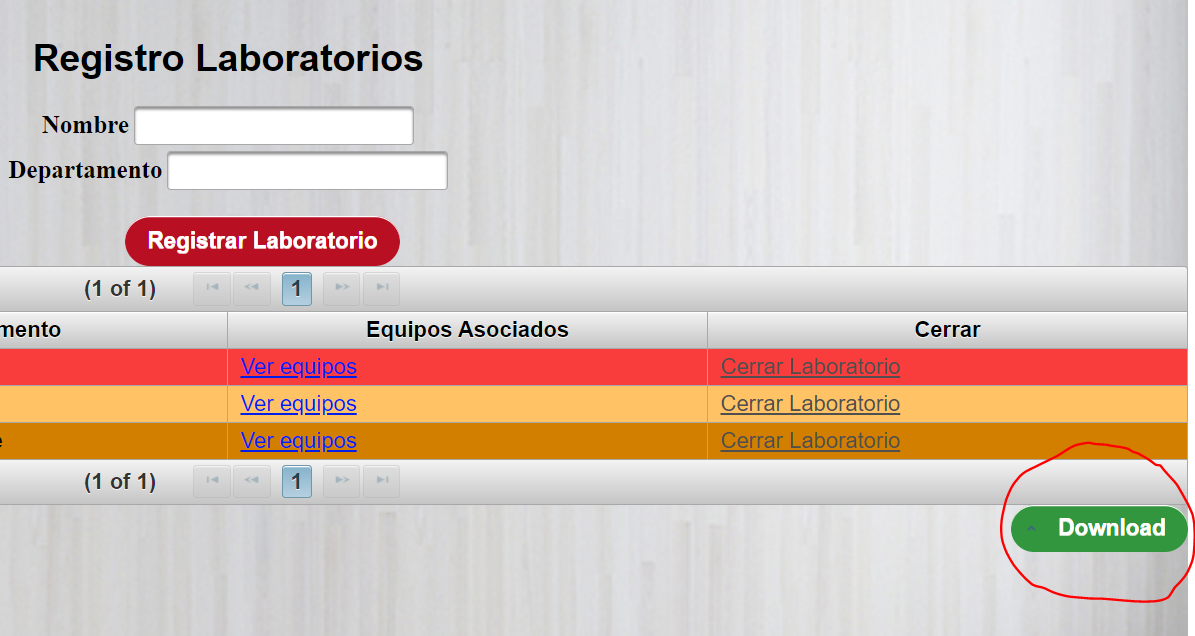 Registro Laboratorios
Nombre
Departamento
Registrar Laboratorio
(1 of 1) 1
mento Equipos Asociados Cerrar
Ver equipos Cerrar Laboratorio
Ver equipos Cerrar Laboratorio
e Ver equipos Cerrar Laboratorio
(1 of 1) 1
Download